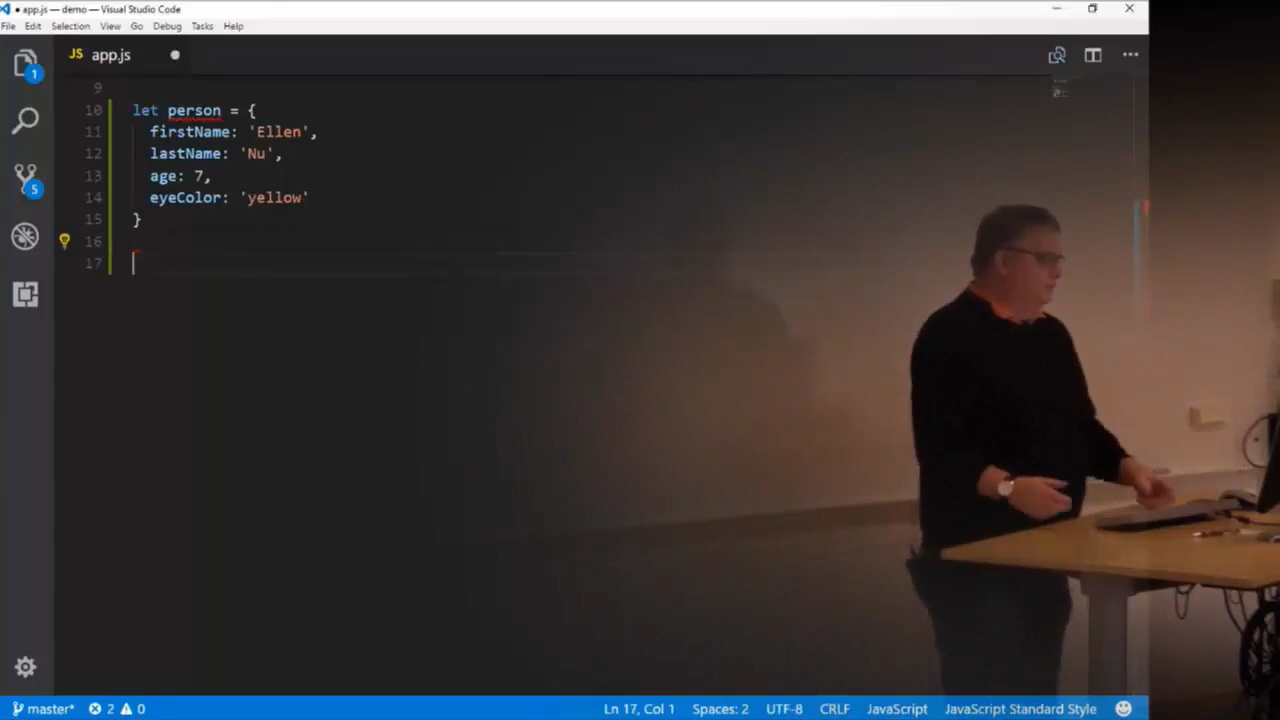 ● app.js — demo — Visual Studio Code
File Edit Selection View Go Debug Tasks Help
JS app.js ●
1
5
9
10 let person = {
11 firstName: 'Ellen',
12 lastName: 'Nu',
13 age: 7,
14 eyeColor: 'yellow'
15 }
16
17
master* 2 0 Ln 17, Col 1 Spaces: 2 UTF-8 CRLF JavaScript JavaScript Standard Style